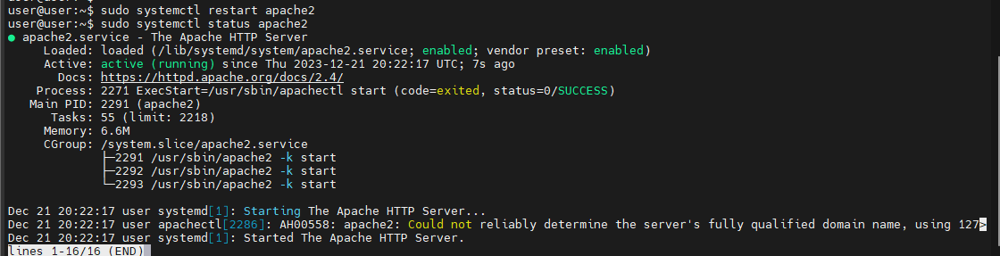 user@user:~$ sudo systemctl restart apache2
user@user:~$ sudo systemctl status apache2
● apache2.service - The Apache HTTP Server
     Loaded: loaded (/lib/systemd/system/apache2.service; enabled; vendor preset: enabled)
     Active: active (running) since Thu 2023-12-21 20:22:17 UTC; 7s ago
       Docs: https://httpd.apache.org/docs/2.4/
    Process: 2271 ExecStart=/usr/sbin/apachectl start (code=exited, status=0/SUCCESS)
   Main PID: 2291 (apache2)
      Tasks: 55 (limit: 2218)
     Memory: 6.6M
     CGroup: /system.slice/apache2.service
             ├─2291 /usr/sbin/apache2 -k start
             ├─2292 /usr/sbin/apache2 -k start
             └─2293 /usr/sbin/apache2 -k start

Dec 21 20:22:17 user systemd[1]: Starting The Apache HTTP Server...
Dec 21 20:22:17 user apachectl[2286]: AH00558: apache2: Could not reliably determine the server's fully qualified domain name, using 127>
Dec 21 20:22:17 user systemd[1]: Started The Apache HTTP Server.
lines 1-16/16 (END)